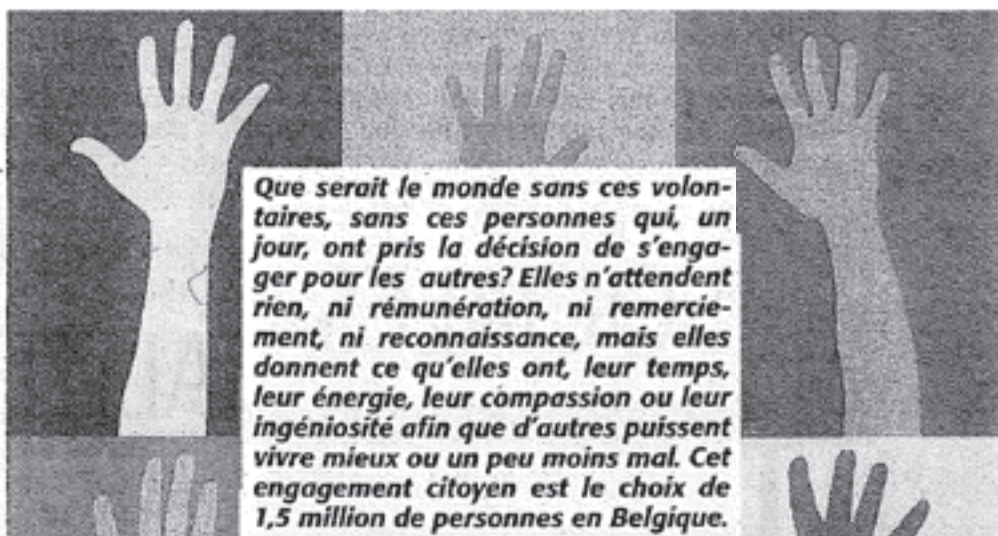 Que serait le monde sans ces volon-
taires, sans ces personnes qui, un
jour, ont pris la décision de s'enga-
ger pour les autres? Elles n'attendent
rien, ni rémunération, ni remercie-
ment, ni reconnaissance, mais elles
donnent ce qu'elles ont, leur temps,
leur énergie, leur compassion ou leur
ingéniosité afin que d'autres puissent
vivre mieux ou un peu moins mal. Cet
engagement citoyen est le choix de
1,5 million de personnes en Belgique.